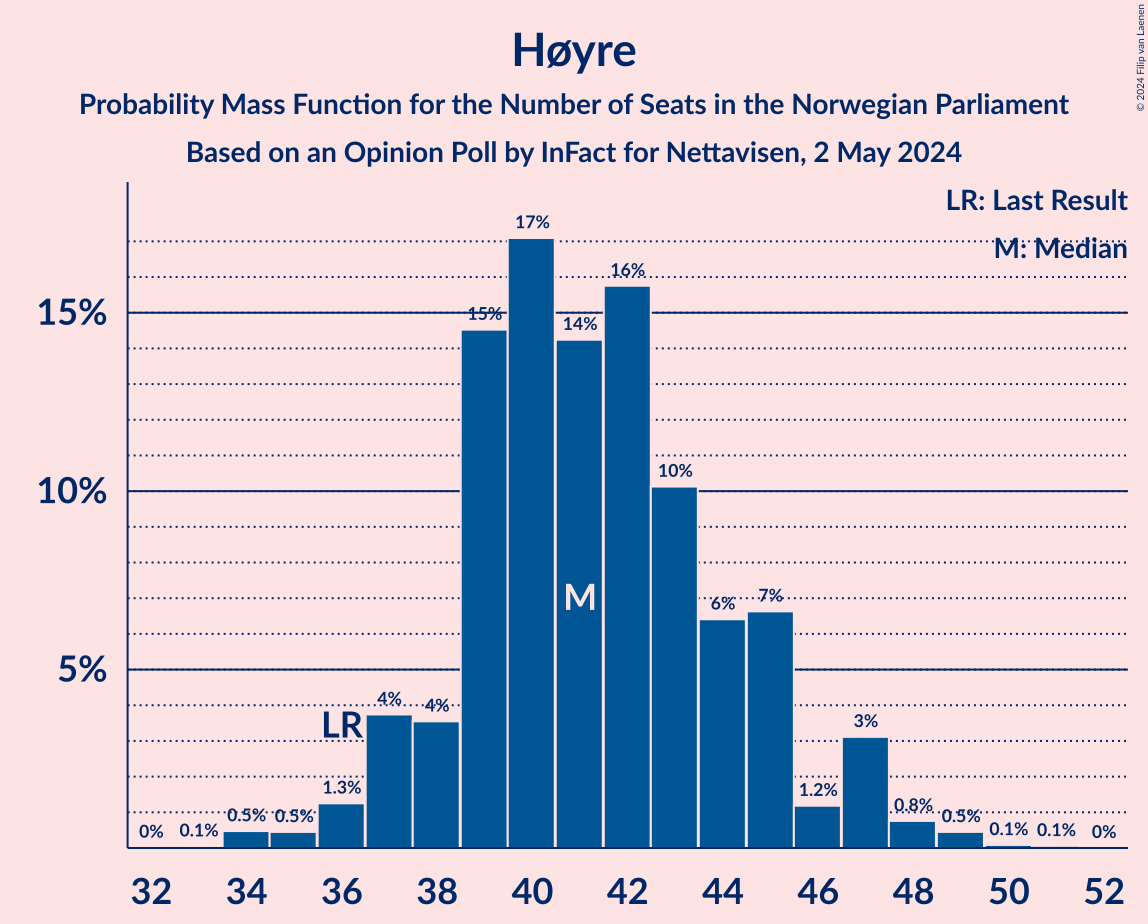 © 2024 Filip van Laenen
Høyre
Probability Mass Function for the Number of Seats in the Norwegian Parliament
Based on an Opinion Poll by InFact for Nettavisen, 2 May 2024
LR: Last Result
M: Median
15%
10%
5%
0%
0.1%
0.5%
0.5%
1.3%
LR
4%
4%
15%
17%
14%
M
16%
10%
6%
7%
1.2%
3%
0.8%
0.5%
0.1%
0.1%
0%
32 34 36 38 40 42 44 46 48 50 52